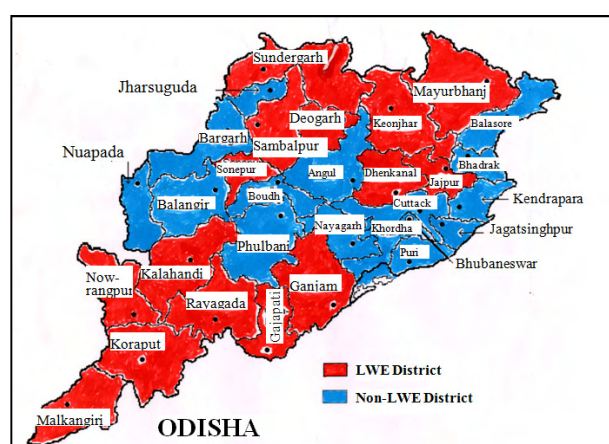 Sundergarh
Jharsuguda
Mayurbhanj
Deogarh
Keonjhar
Bargarh
Balasore
Nuapada
Sambalpur
Sonepur
Angul
Dhenkanal
Bhadrak
Jajpur
Balangir
Boudh
Cuttack
Kendrapara
Phulbani
Nayagarh
Khordha
Jagatsinghpur
Puri
Bhubaneswar
Kalahandi
Now-
rangpur
Rayagada
Gajapati
Ganjam
Koraput
LWE District
Non-LWE District
Malkangiri
ODISHA